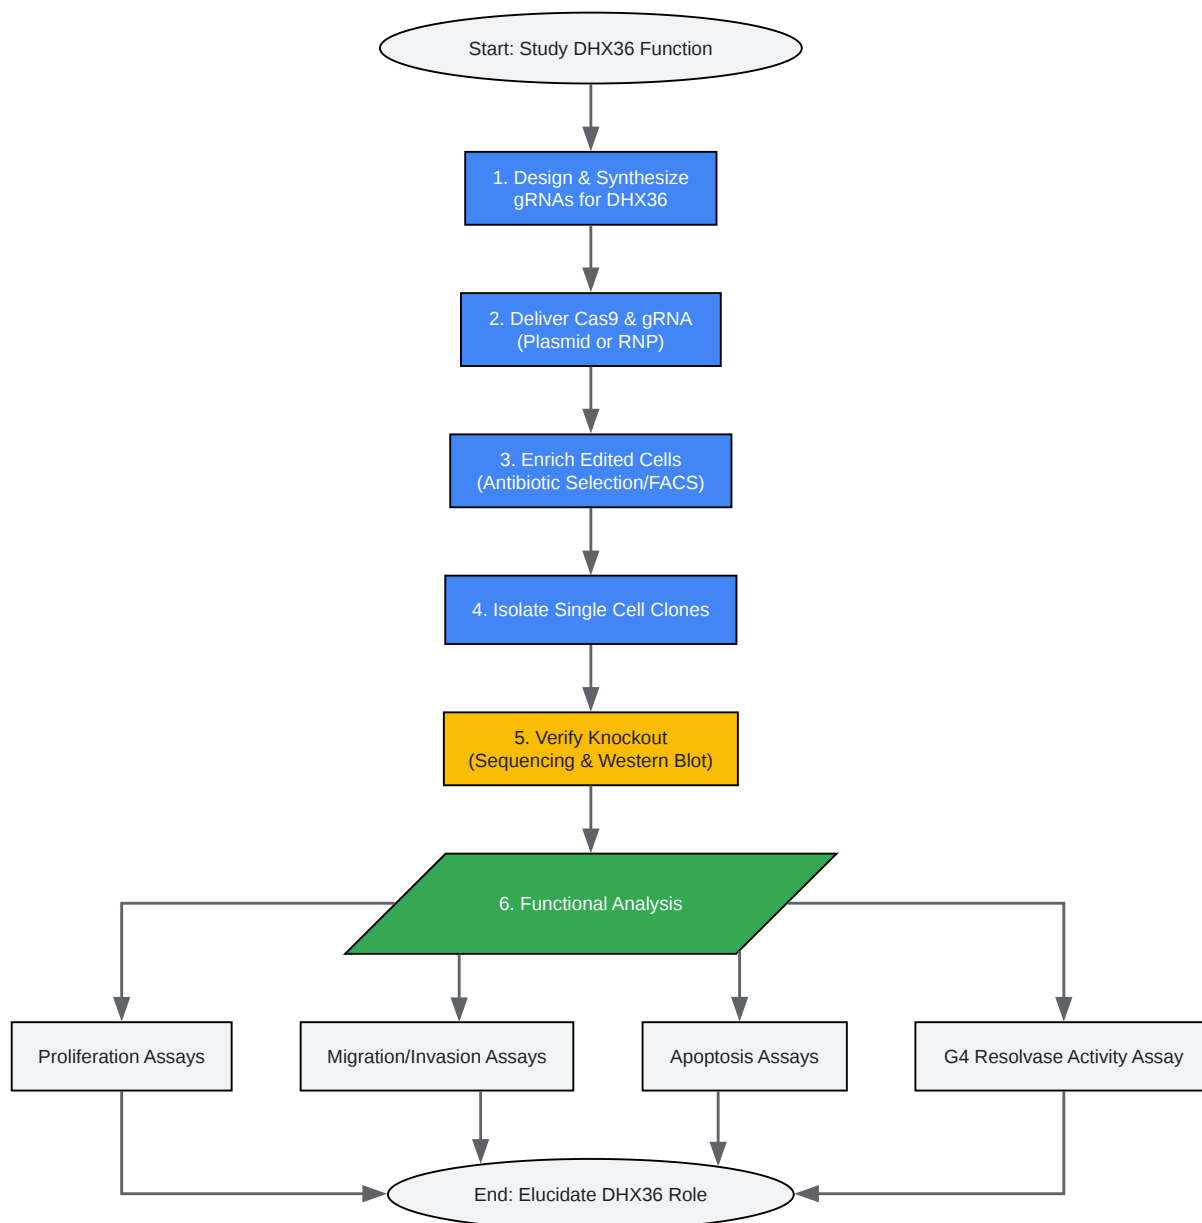 Start: Study DHX36 Function
1. Design & Synthesize
gRNAs for DHX36
2. Deliver Cas9 & gRNA
(Plasmid or RNP)
3. Enrich Edited Cells
(Antibiotic Selection/FACS)
4. Isolate Single Cell Clones
5. Verify Knockout
(Sequencing & Western Blot)
6. Functional Analysis
Proliferation Assays
Migration/Invasion Assays
Apoptosis Assays
G4 Resolvase Activity Assay
End: Elucidate DHX36 Role